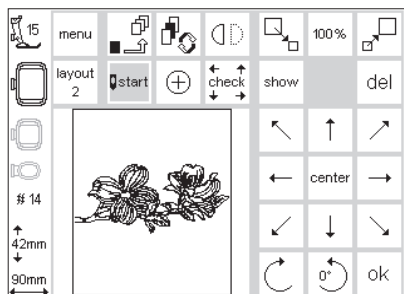 15
menu
100%
layout
2
start
check
show
del
center
# 14
42mm
90mm
0°
ok